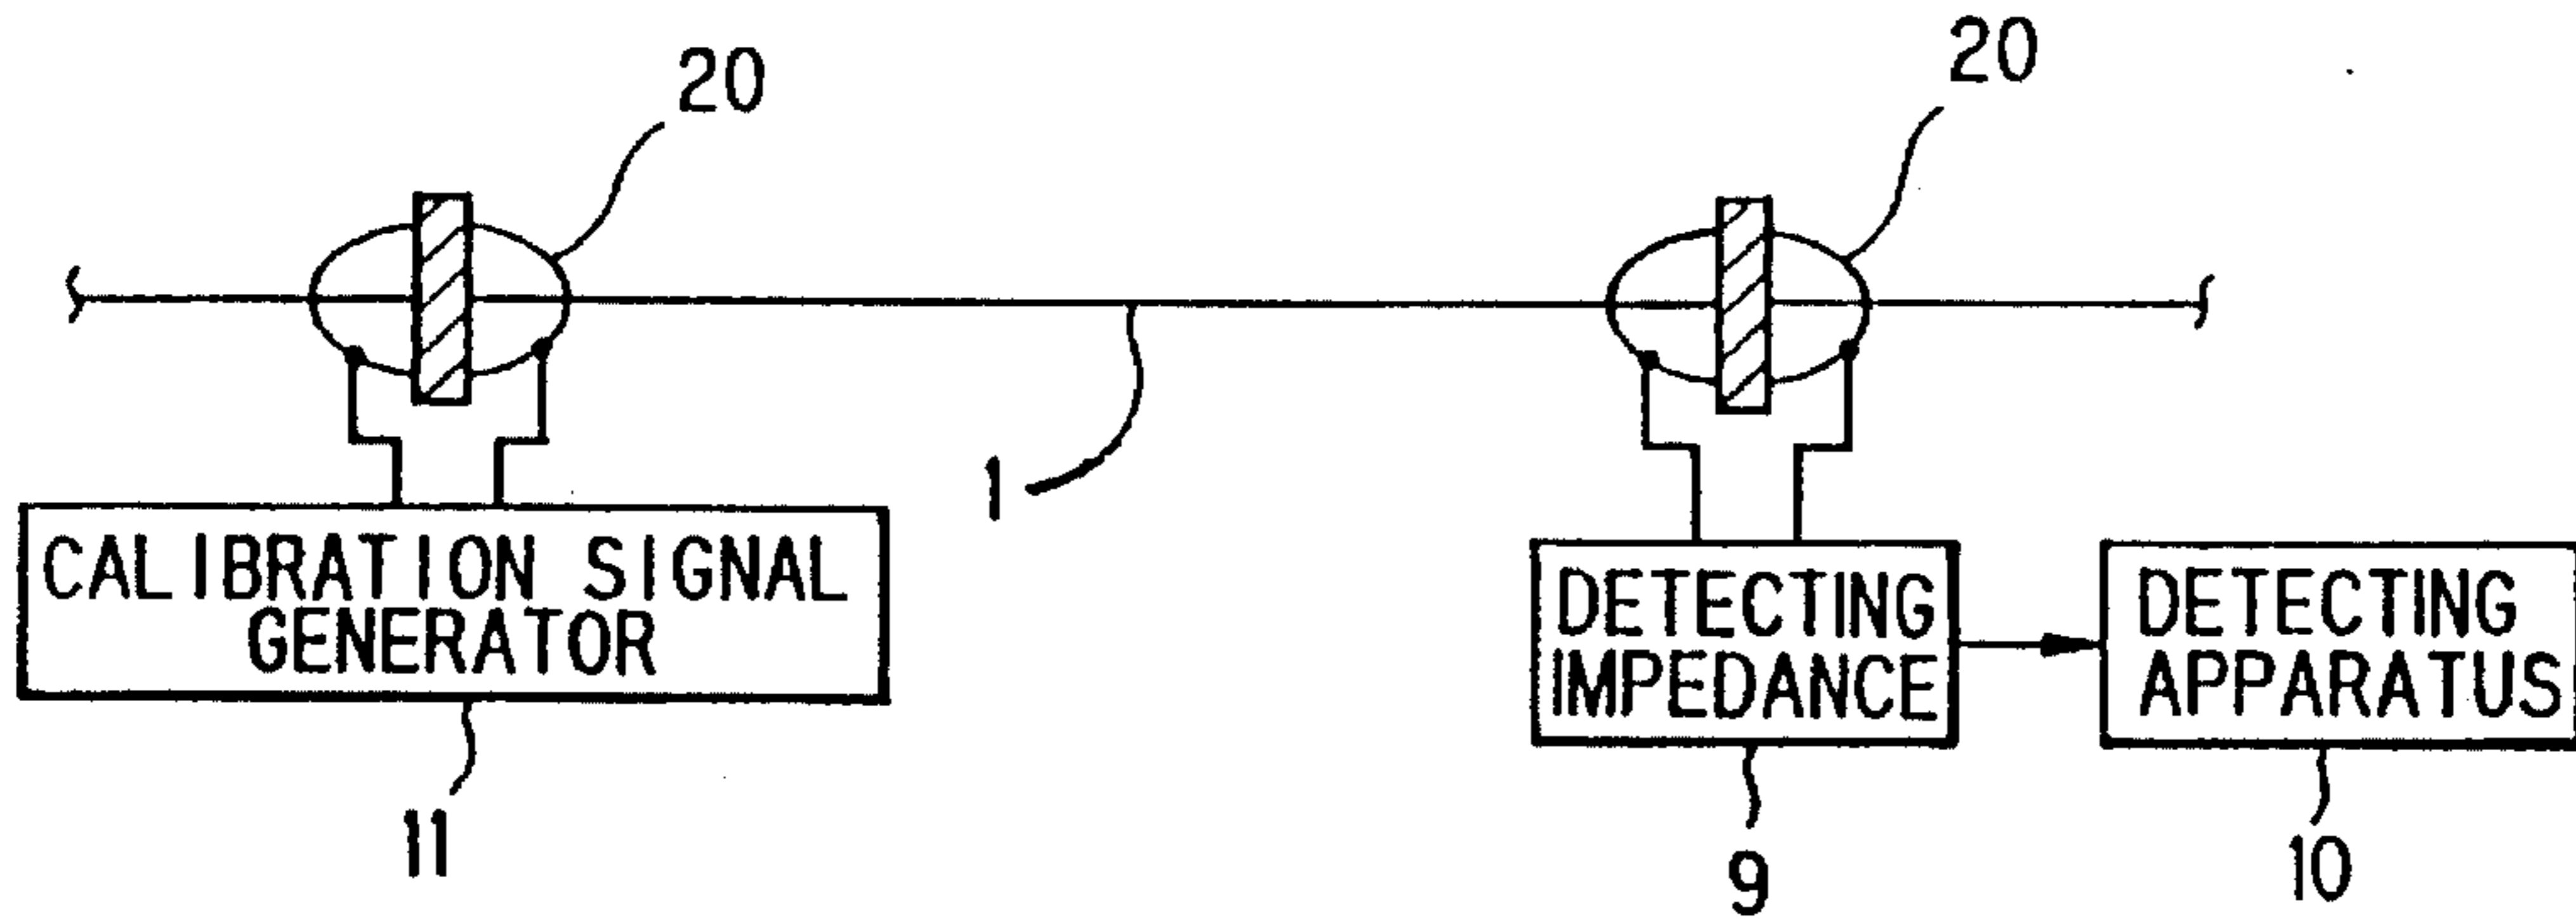 20
20
1
CALIBRATION SIGNAL
GENERATOR
DETECTING
IMPEDANCE
DETECTING
APPARATUS
11
9
10